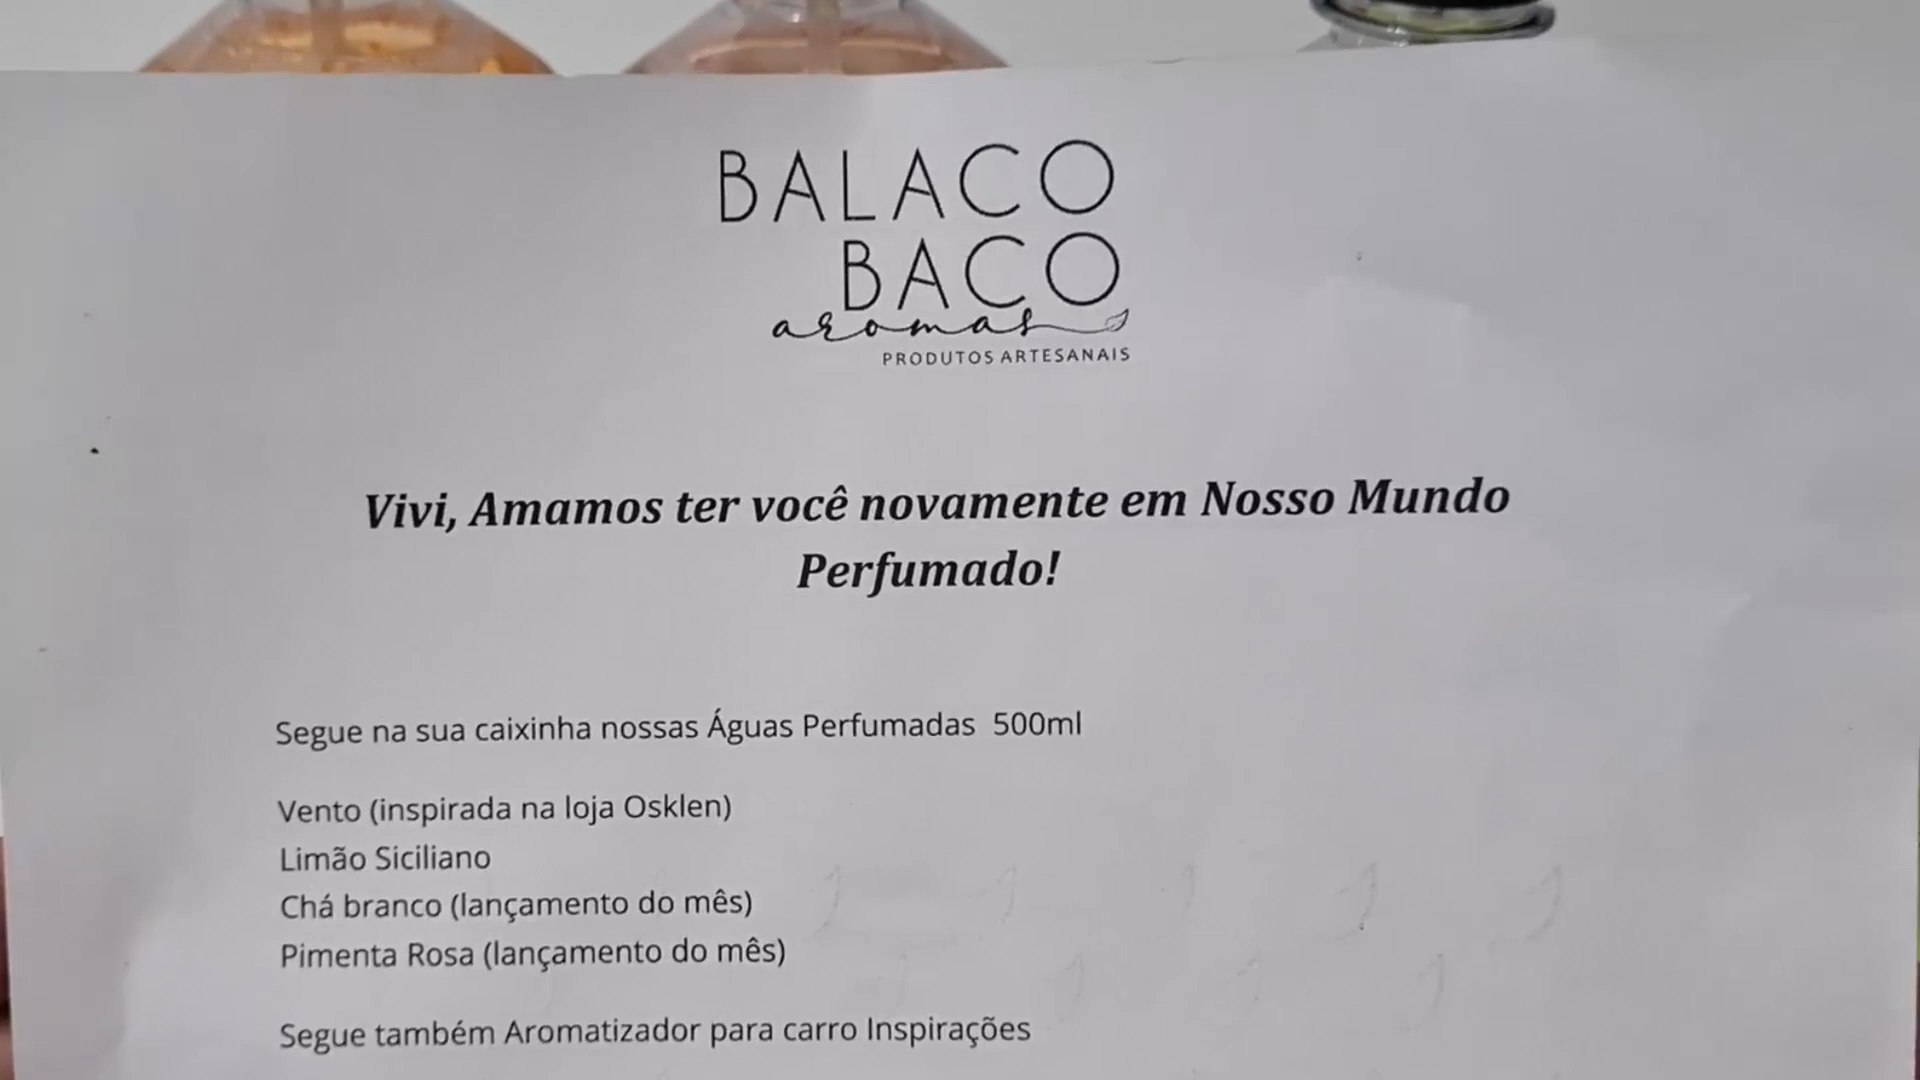 BALACO
BACO
aromas
PRODUTOS ARTESANAIS
Vivi, Amamos ter você novamente em Nosso Mundo
Perfumado!
Segue na sua caixinha nossas Águas Perfumadas 500ml
Vento (inspirada na loja Osklen)
Limão Siciliano
Chá branco (lançamento do mês)
Pimenta Rosa (lançamento do mês)
Segue também Aromatizador para carro Inspirações